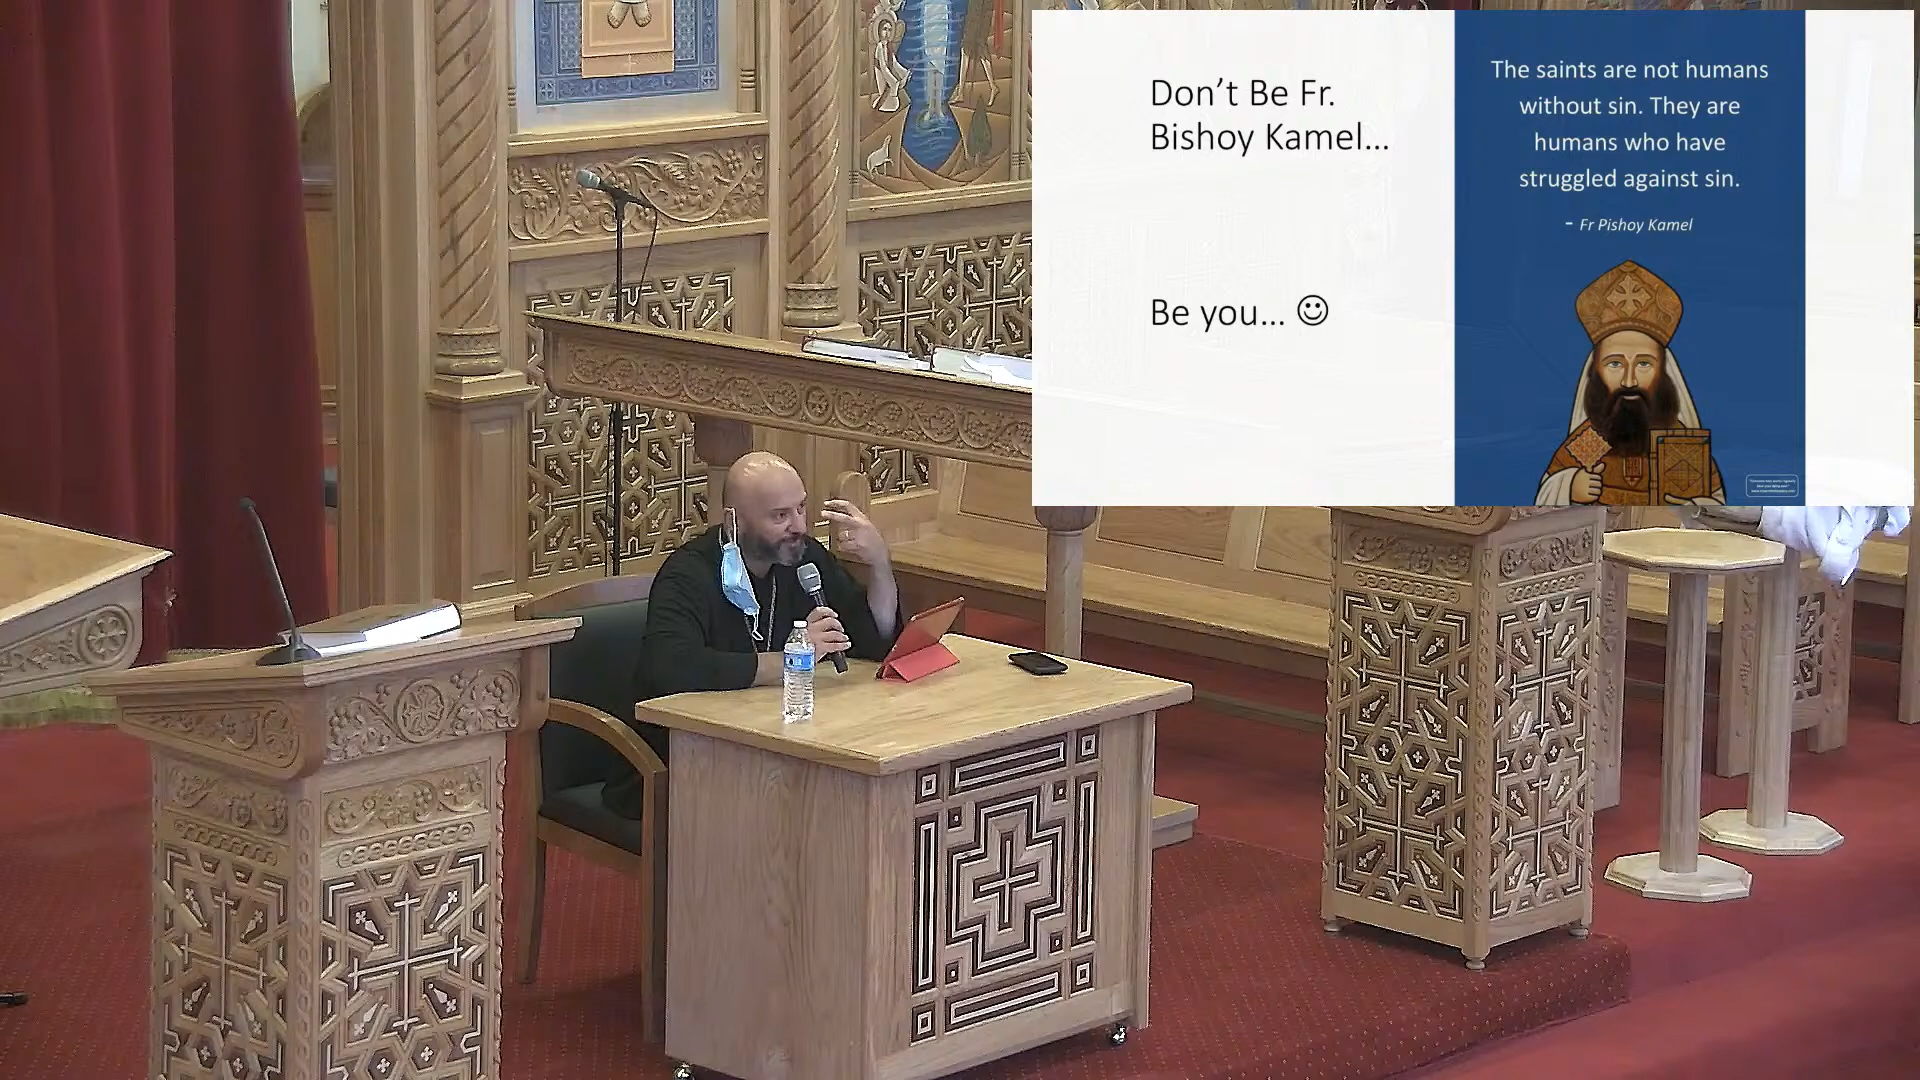 Don’t Be Fr.
Bishoy Kamel...
Be you... ☺
The saints are not humans
without sin. They are
humans who have
struggled against sin.
- Fr Pishoy Kamel